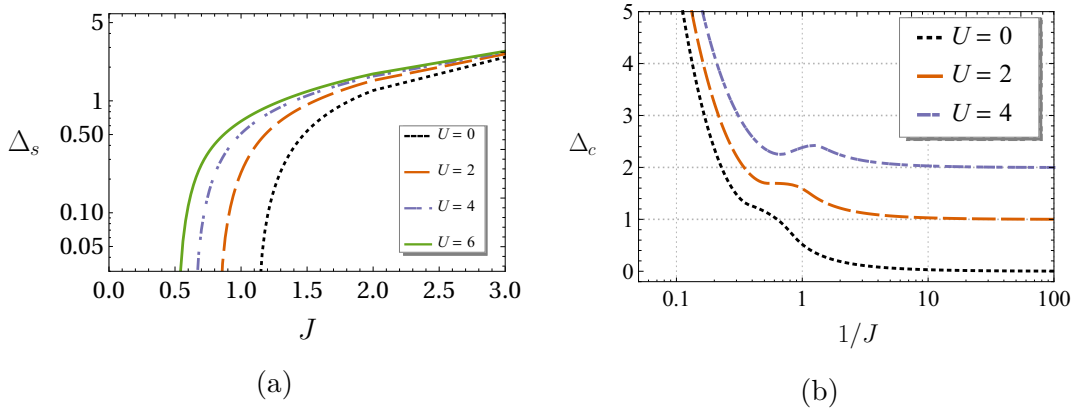 Δs
5
1
0.50
0.10
0.05
0.0
0.5
1.0
1.5
2.0
2.5
3.0
J
U = 0
U = 2
U = 4
U = 6
(a)
Δc
5
4
3
2
1
0
0.1
1
10
100
1/J
U = 0
U = 2
U = 4
(b)